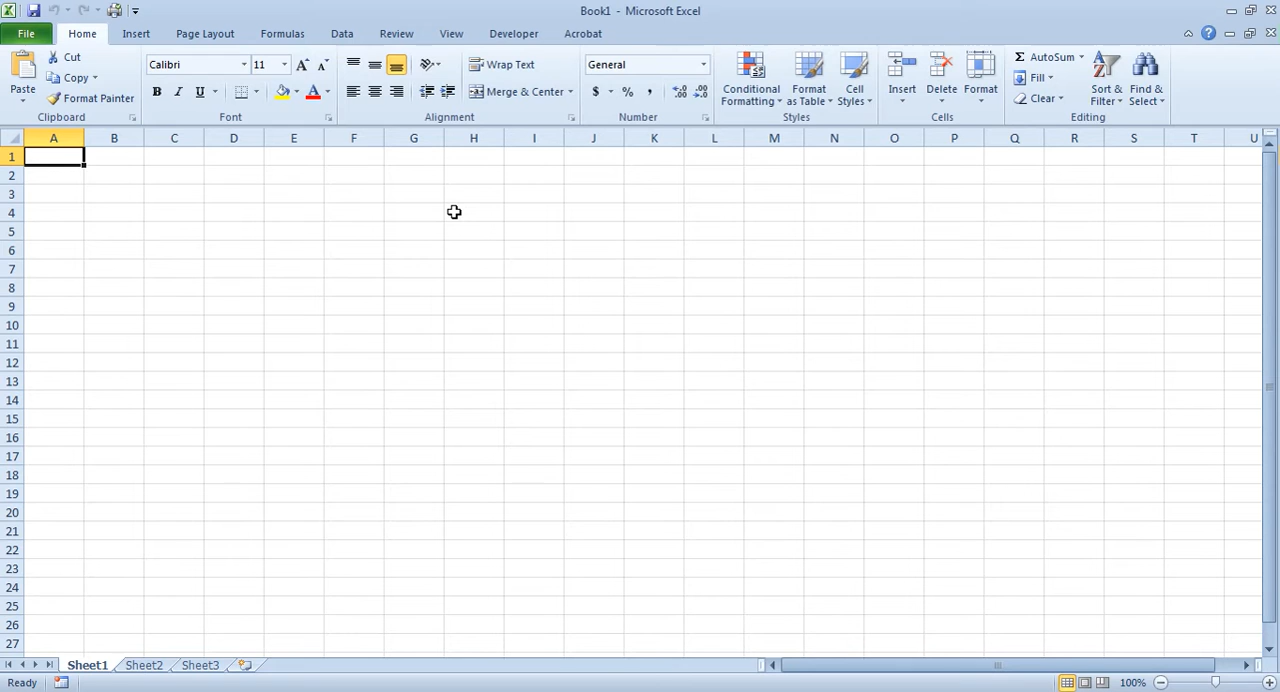 Book1 - Microsoft Excel
File Home Insert Page Layout Formulas Data Review View Developer Acrobat
Paste
Cut
Copy
Format Painter
Clipboard
Calibri 11
B I U
Font
Wrap Text
Merge & Center
Alignment
General
$ % ,
Number
Conditional Formatting
Format as Table
Cell Styles
Styles
Insert Delete Format
Cells
Σ AutoSum
Fill
Clear
Sort & Filter
Find & Select
Editing
A B C D E F G H I J K L M N O P Q R S T U
1
2
3
4
5
6
7
8
9
10
11
12
13
14
15
16
17
18
19
20
21
22
23
24
25
26
27
Sheet1 Sheet2 Sheet3
Ready 100%